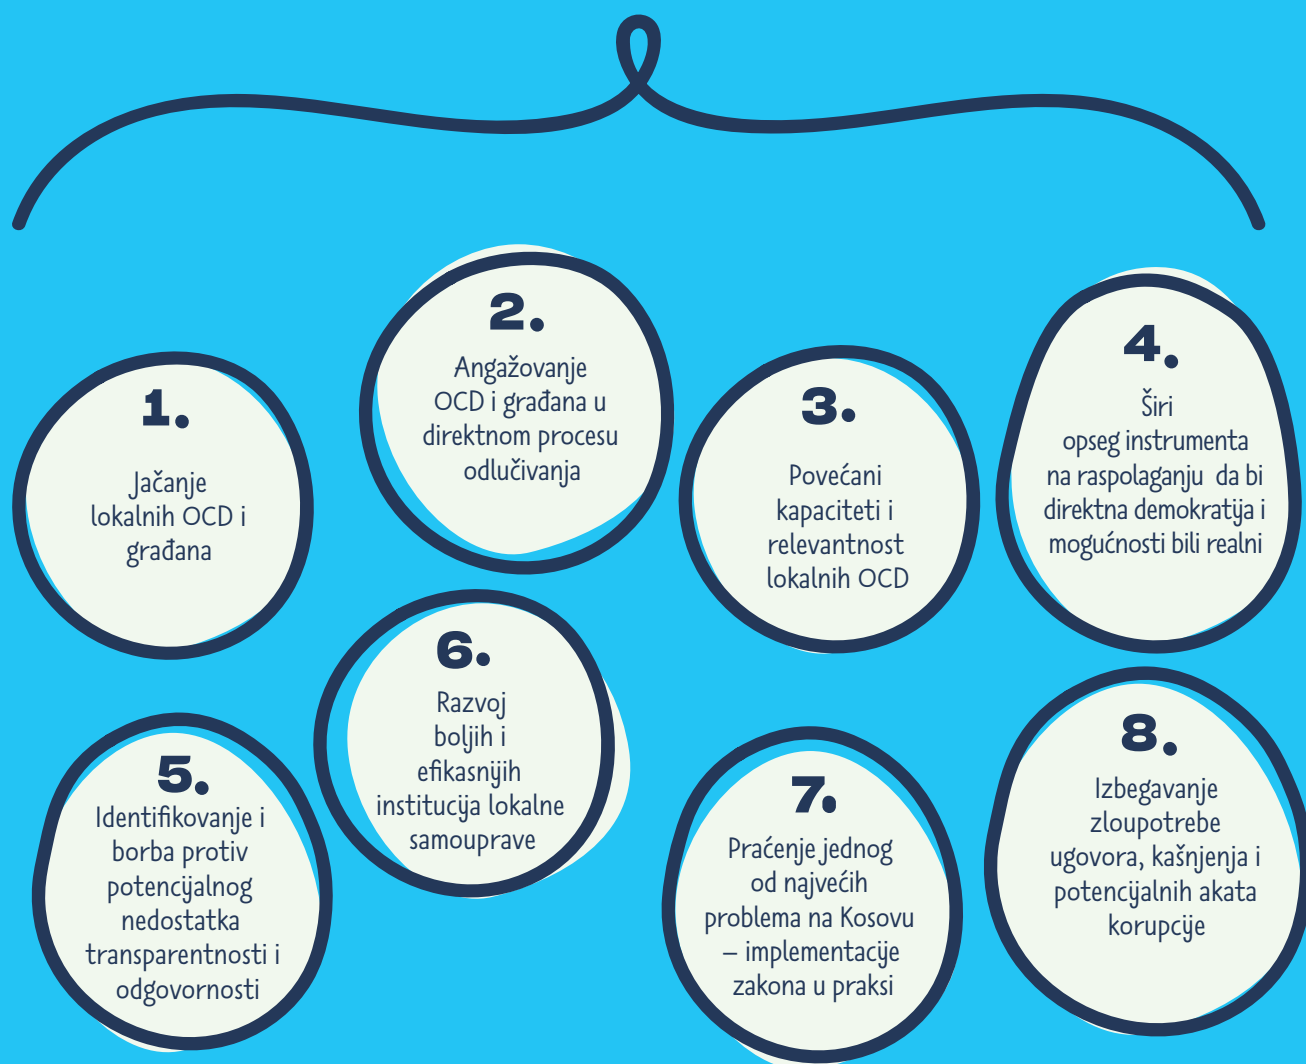 1.
Jačanje
lokalnih OCD i
građana
2.
Angažovanje
OCD i građana u
direktnom procesu
odlučivanja
3.
Povećani
kapaciteti i
relevantnost
lokalnih OCD
4.
Širi
opseg instrumenta
na raspolaganju da bi
direktna demokratija i
mogućnosti bili realni
5.
Identifikovanje i
borba protiv
potencijalnog
nedostatka
transparentnosti i
odgovornosti
6.
Razvoj
boljih i
efikasnijih
institucija lokalne
samouprave
7.
Praćenje jednog
od najvećih
problema na Kosovu
– implementacije
zakona u praksi
8.
Izbegavanje
zloupotrebe
ugovora, kašnjenja i
potencijalnih akata
korupcije